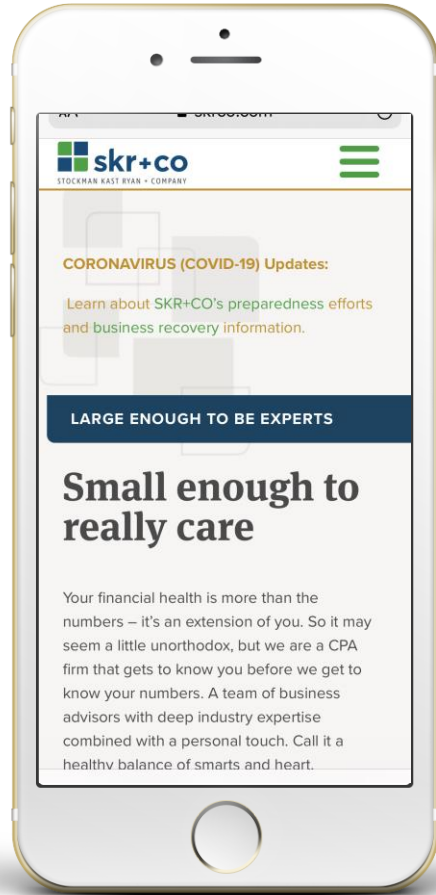 skr+co
STOCKMAN KAST RYAN + COMPANY
CORONAVIRUS (COVID-19) Updates:
Learn about SKR+CO's preparedness efforts
and business recovery information.
LARGE ENOUGH TO BE EXPERTS
Small enough to
really care
Your financial health is more than the
numbers – it's an extension of you. So it may
seem a little unorthodox, but we are a CPA
firm that gets to know you before we get to
know your numbers. A team of business
advisors with deep industry expertise
combined with a personal touch. Call it a
healthy balance of smarts and heart.